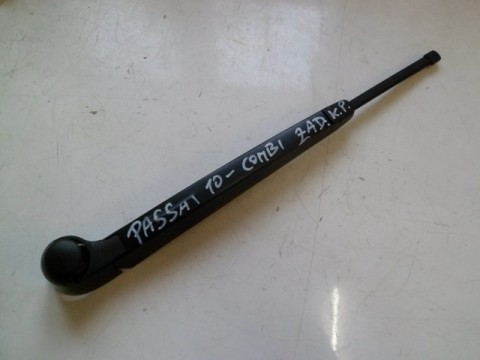 PASSAT 10- COMBI ZAD. K.P.